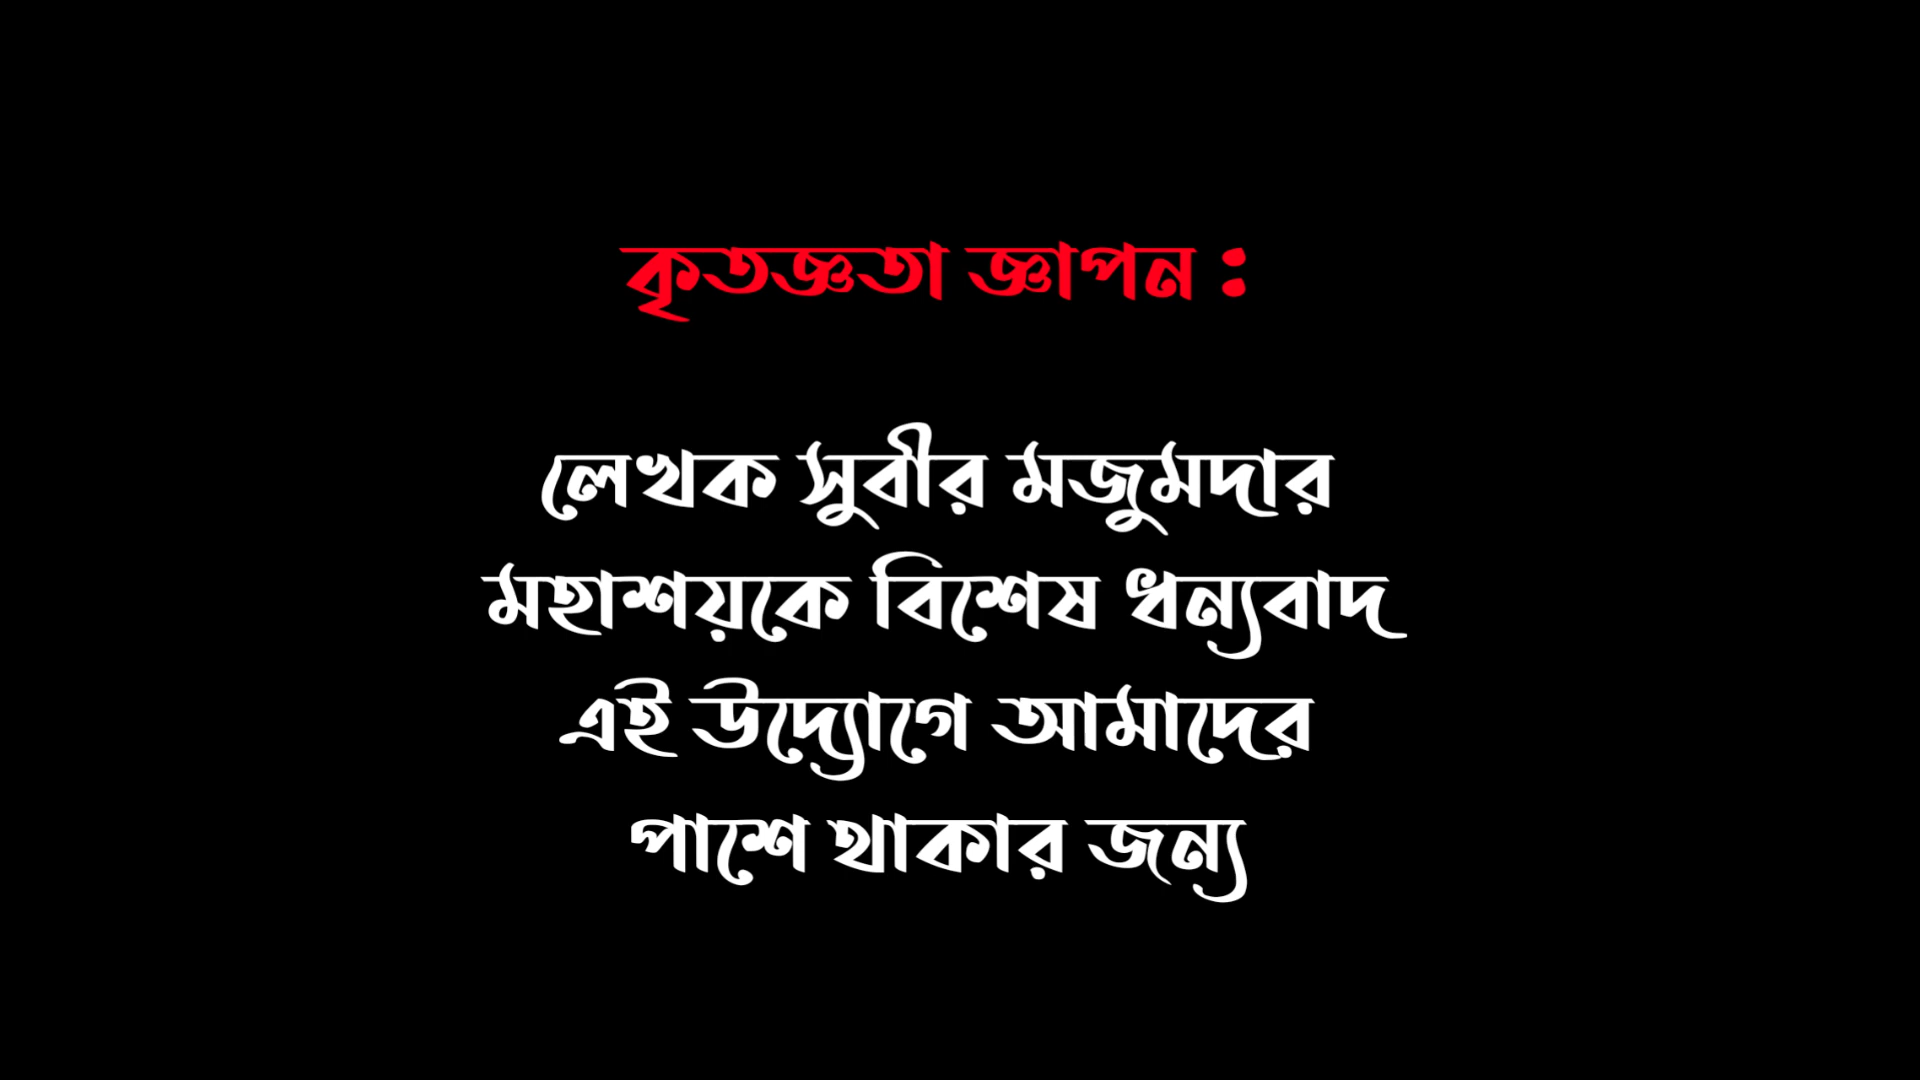 কৃতজ্ঞতা জ্ঞাপন :
লেখক সুবীর মজুমদার
মহাশয়কে বিশেষ ধন্যবাদ
এই উদ্যোগে আমাদের
পাশে থাকার জন্য